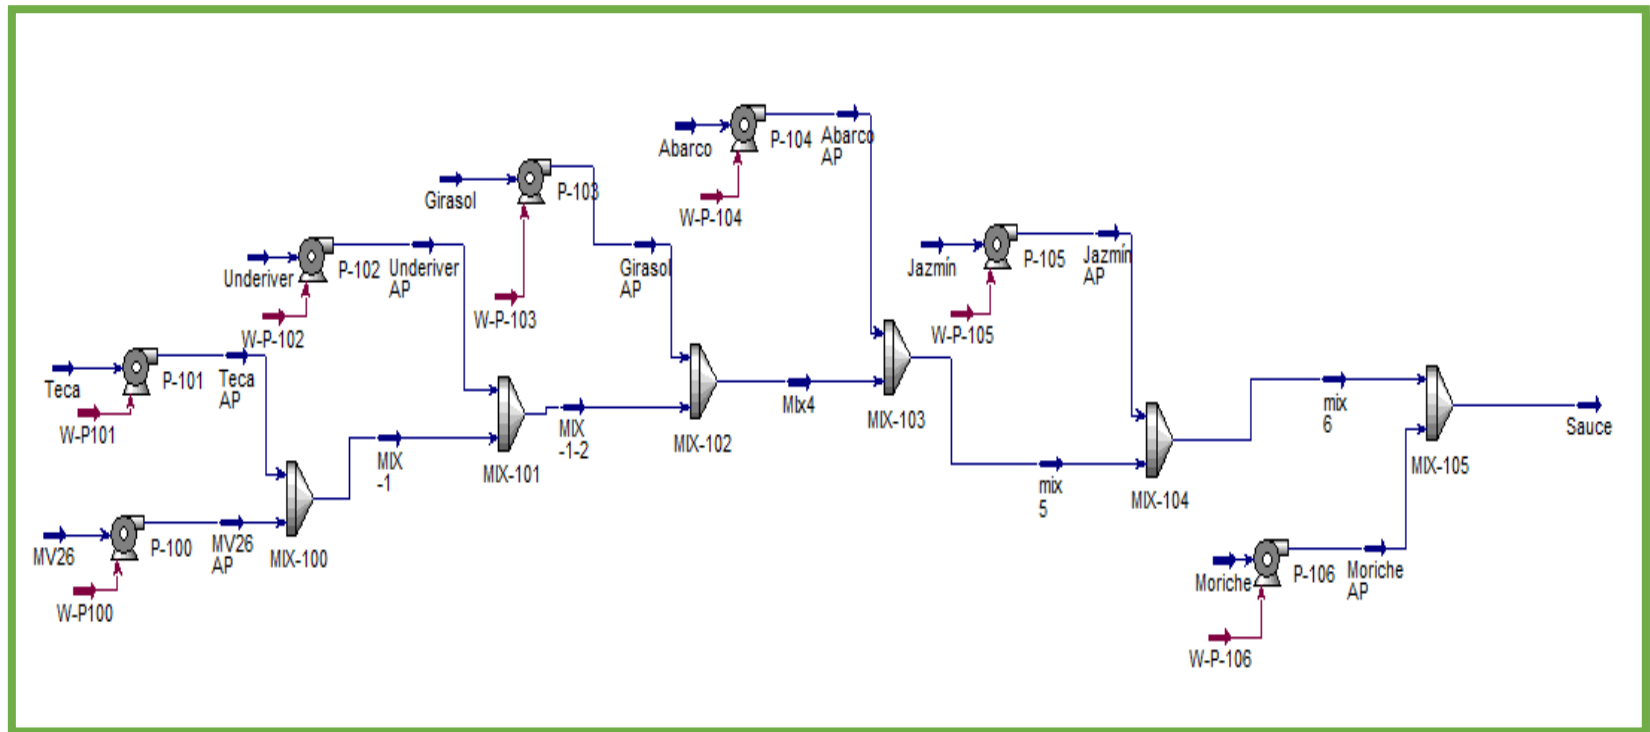 Abarco
P-104
Abarco
AP
W-P-104
Girasol
P-103
W-P-103
Girasol
AP
Underiver
P-102
Underiver
AP
W-P-102
Jazmín
P-105
Jazmín
AP
W-P-105
Teca
P-101
Teca
AP
W-P101
MIX
-1
MIX-101
MIX
-1-2
MIX-102
MIx4
MIX-103
mix
5
MIX-104
mix
6
MIX-105
Sauce
MV26
P-100
MV26
AP
MIX-100
W-P100
Moriche
P-106
Moriche
AP
W-P-106